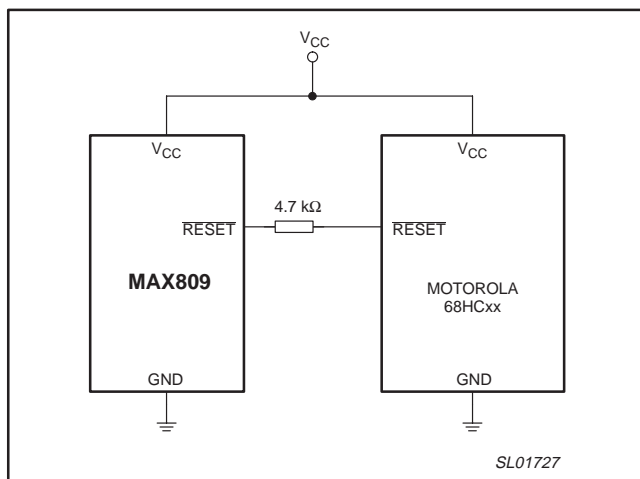 VCC
VCC VCC
4.7 kΩ
RESET RESET
MAX809
MOTOROLA
68HCxx
GND GND
SL01727